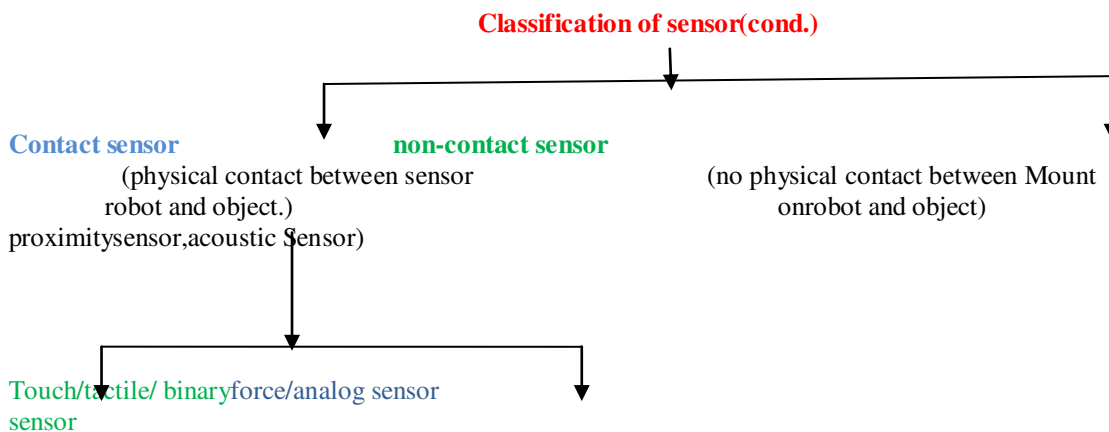 Classification of sensor(cond.)
Contact sensor non-contact sensor
(physical contact between sensor (no physical contact between Mount
robot and object.) onrobot and object)
proximitysensor,acoustic Sensor)
Touch/tactile/ binaryforce/analog sensor
sensor